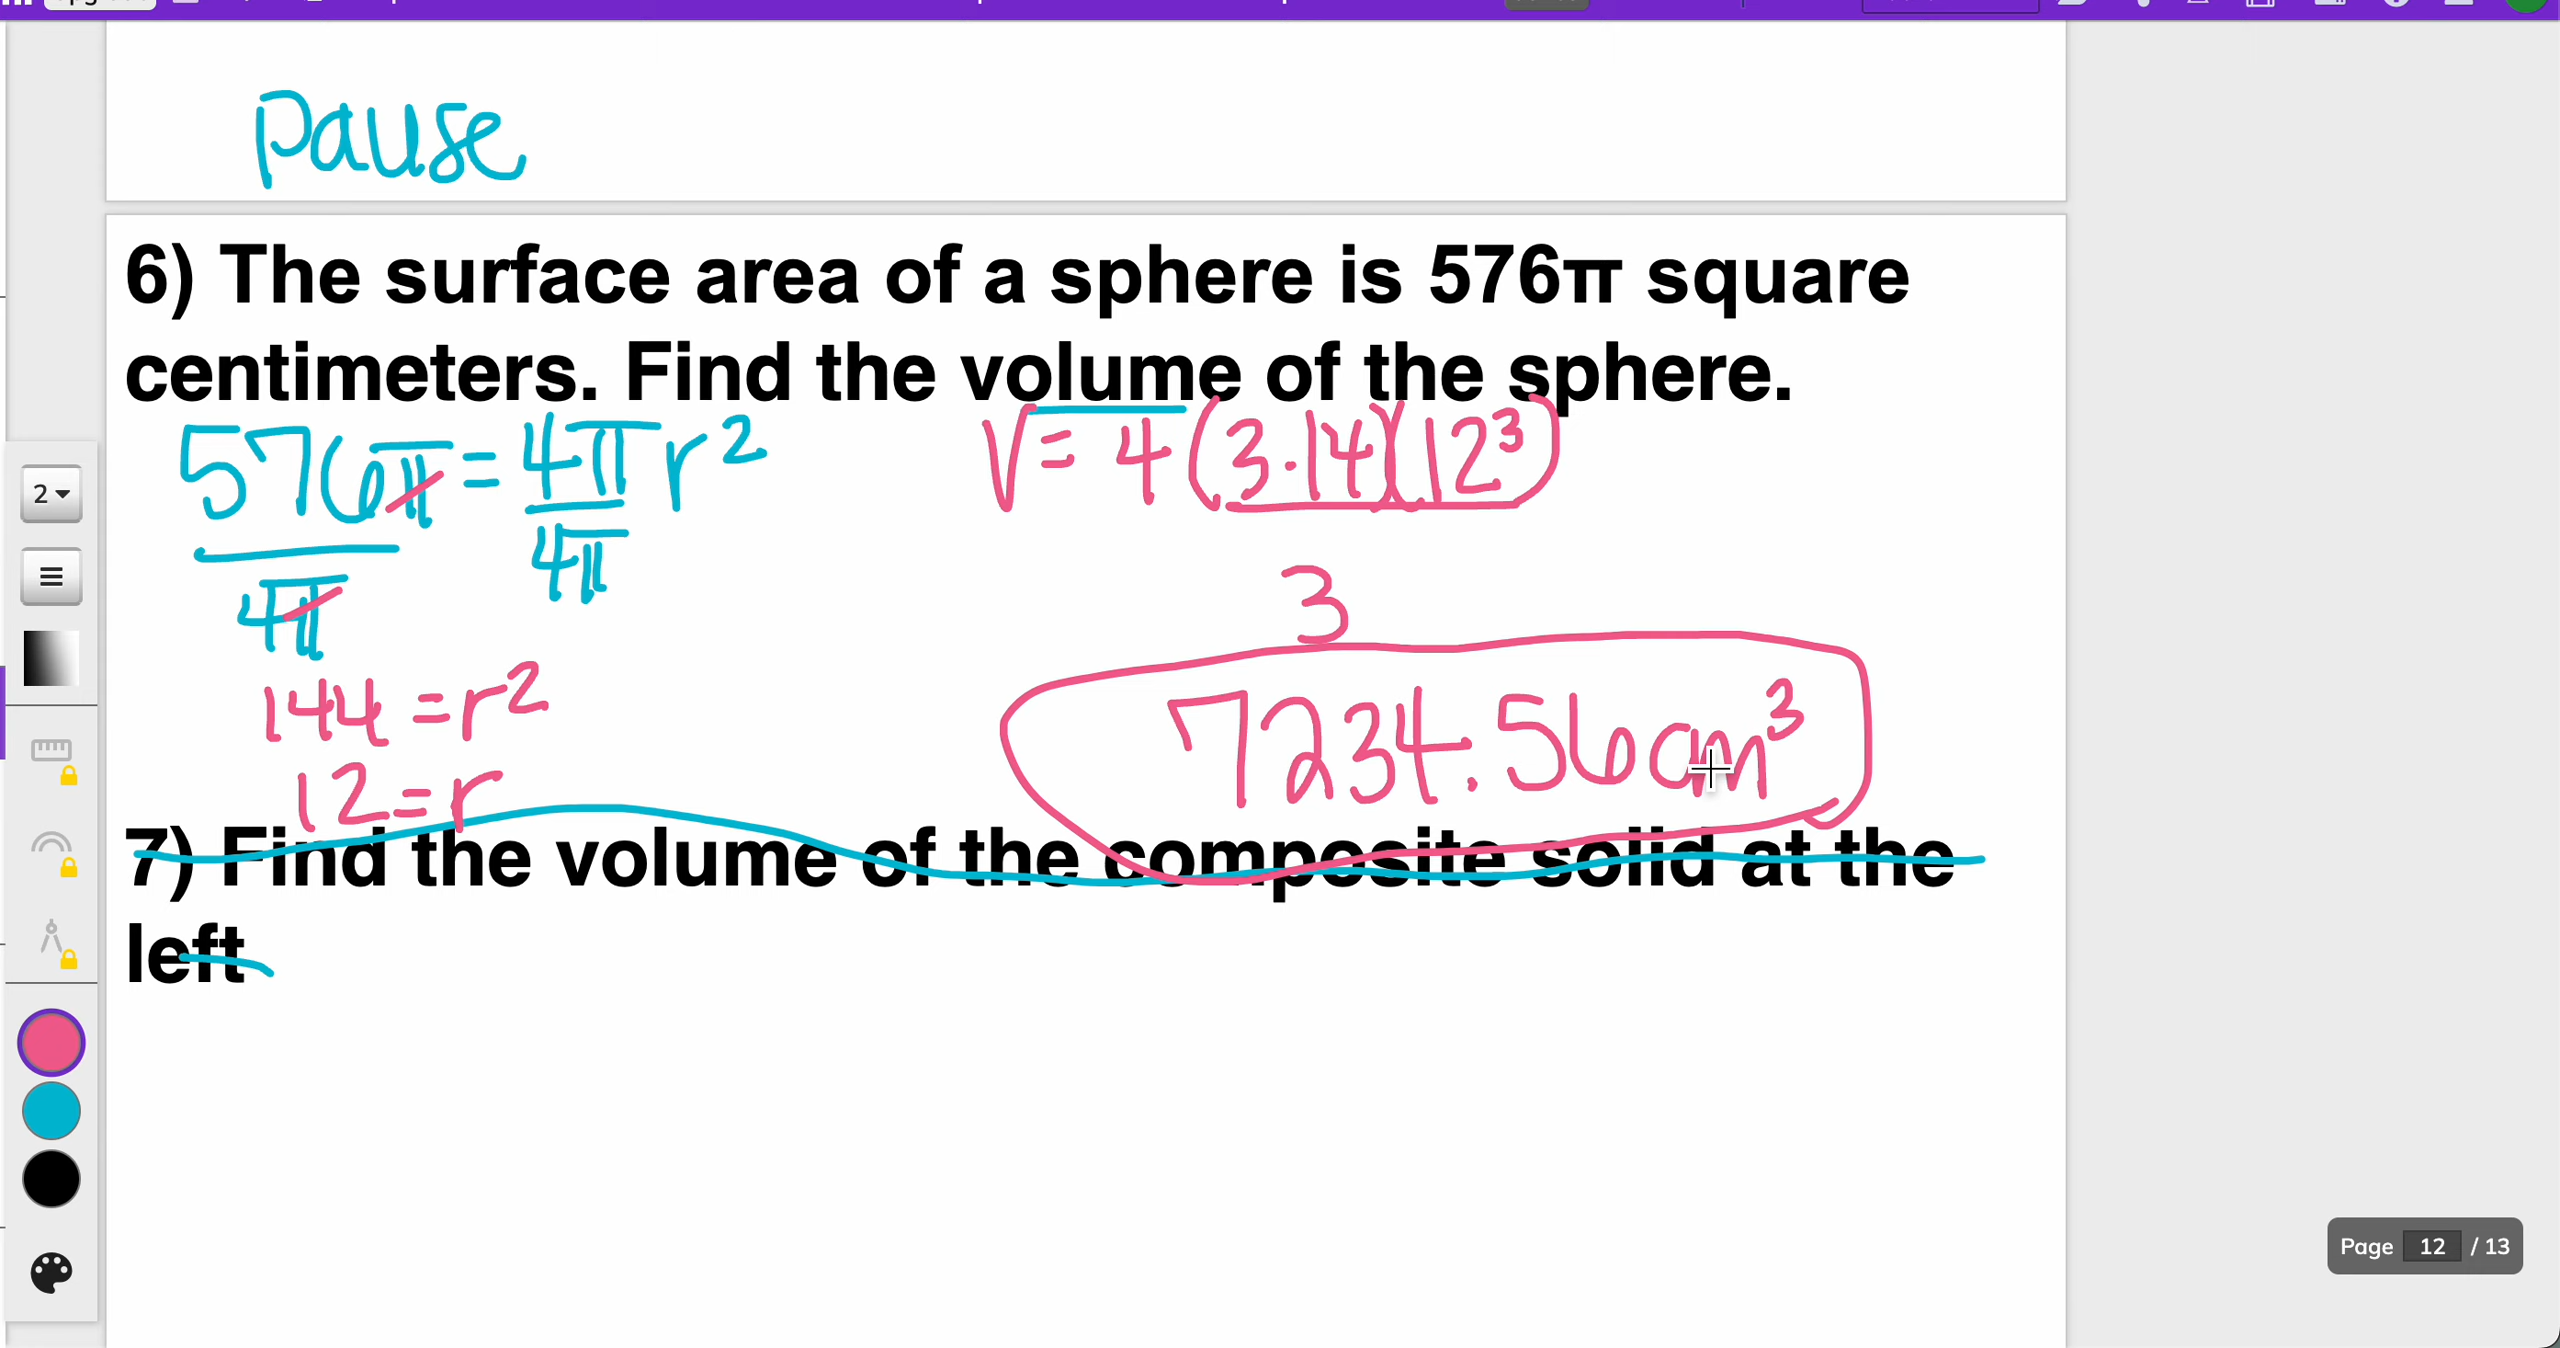 Pause
6) The surface area of a sphere is 576π square
centimeters. Find the volume of the sphere.
576π = 4πr²
4π 4π
144 = r²
12 = r
V = 4(3.14)(12³)
3
7234.56cm³
7) Find the volume of the composite solid at the
left
2
Page 12 / 13